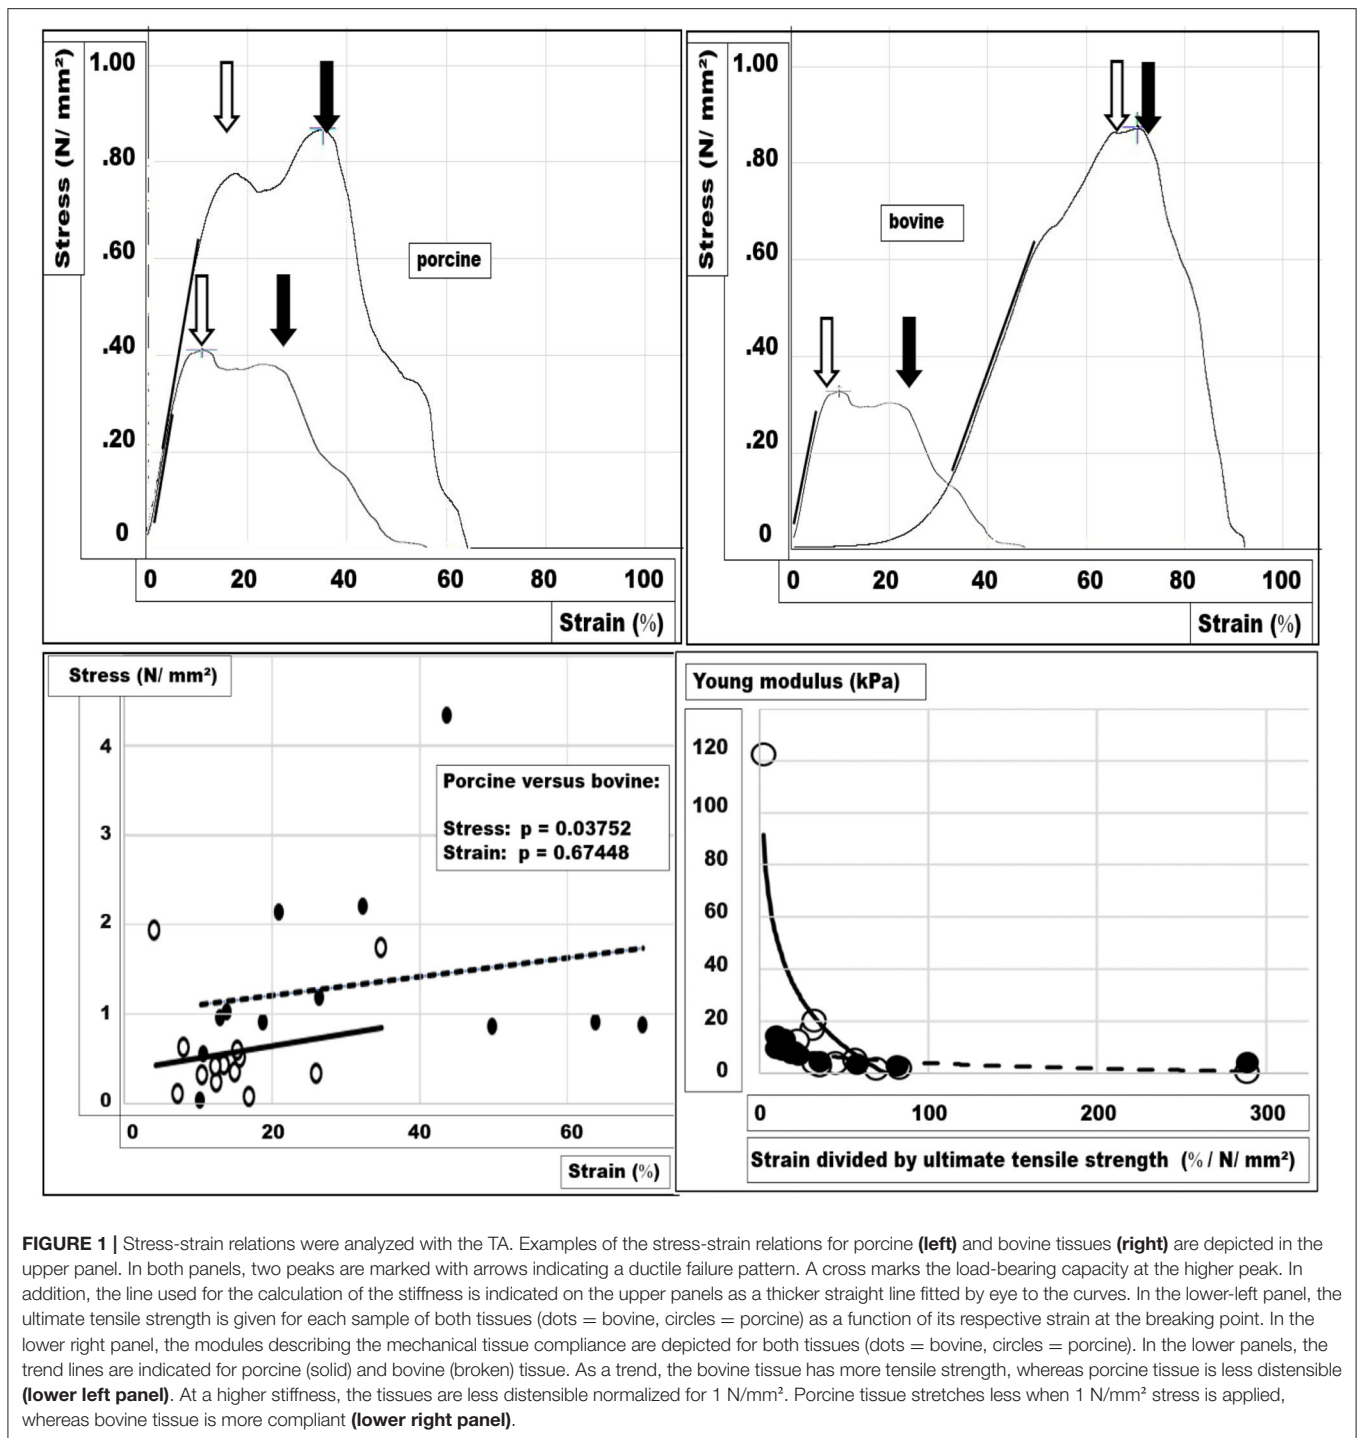 Stress (N/ mm²)
1.00
.80
.60
.40
.20
0
porcine
0 20 40 60 80 100
Strain (%)
Stress (N/ mm²)
1.00
.80
.60
.40
.20
0
bovine
0 20 40 60 80 100
Strain (%)
Stress (N/ mm²)
4
3
2
1
0
Porcine versus bovine:
Stress: p = 0.03752
Strain: p = 0.67448
0 20 40 60
Strain (%)
Young modulus (kPa)
120
100
80
60
40
20
0
0 100 200 300
Strain divided by ultimate tensile strength (% / N/ mm²)
FIGURE 1 | Stress-strain relations were analyzed with the TA. Examples of the stress-strain relations for porcine (left) and bovine tissues (right) are depicted in the
upper panel. In both panels, two peaks are marked with arrows indicating a ductile failure pattern. A cross marks the load-bearing capacity at the higher peak. In
addition, the line used for the calculation of the stiffness is indicated on the upper panels as a thicker straight line fitted by eye to the curves. In the lower-left panel, the
ultimate tensile strength is given for each sample of both tissues (dots = bovine, circles = porcine) as a function of its respective strain at the breaking point. In the
lower right panel, the modules describing the mechanical tissue compliance are depicted for both tissues (dots = bovine, circles = porcine). In the lower panels, the
trend lines are indicated for porcine (solid) and bovine (broken) tissue. As a trend, the bovine tissue has more tensile strength, whereas porcine tissue is less distensible
(lower left panel). At a higher stiffness, the tissues are less distensible normalized for 1 N/mm². Porcine tissue stretches less when 1 N/mm² stress is applied,
whereas bovine tissue is more compliant (lower right panel).